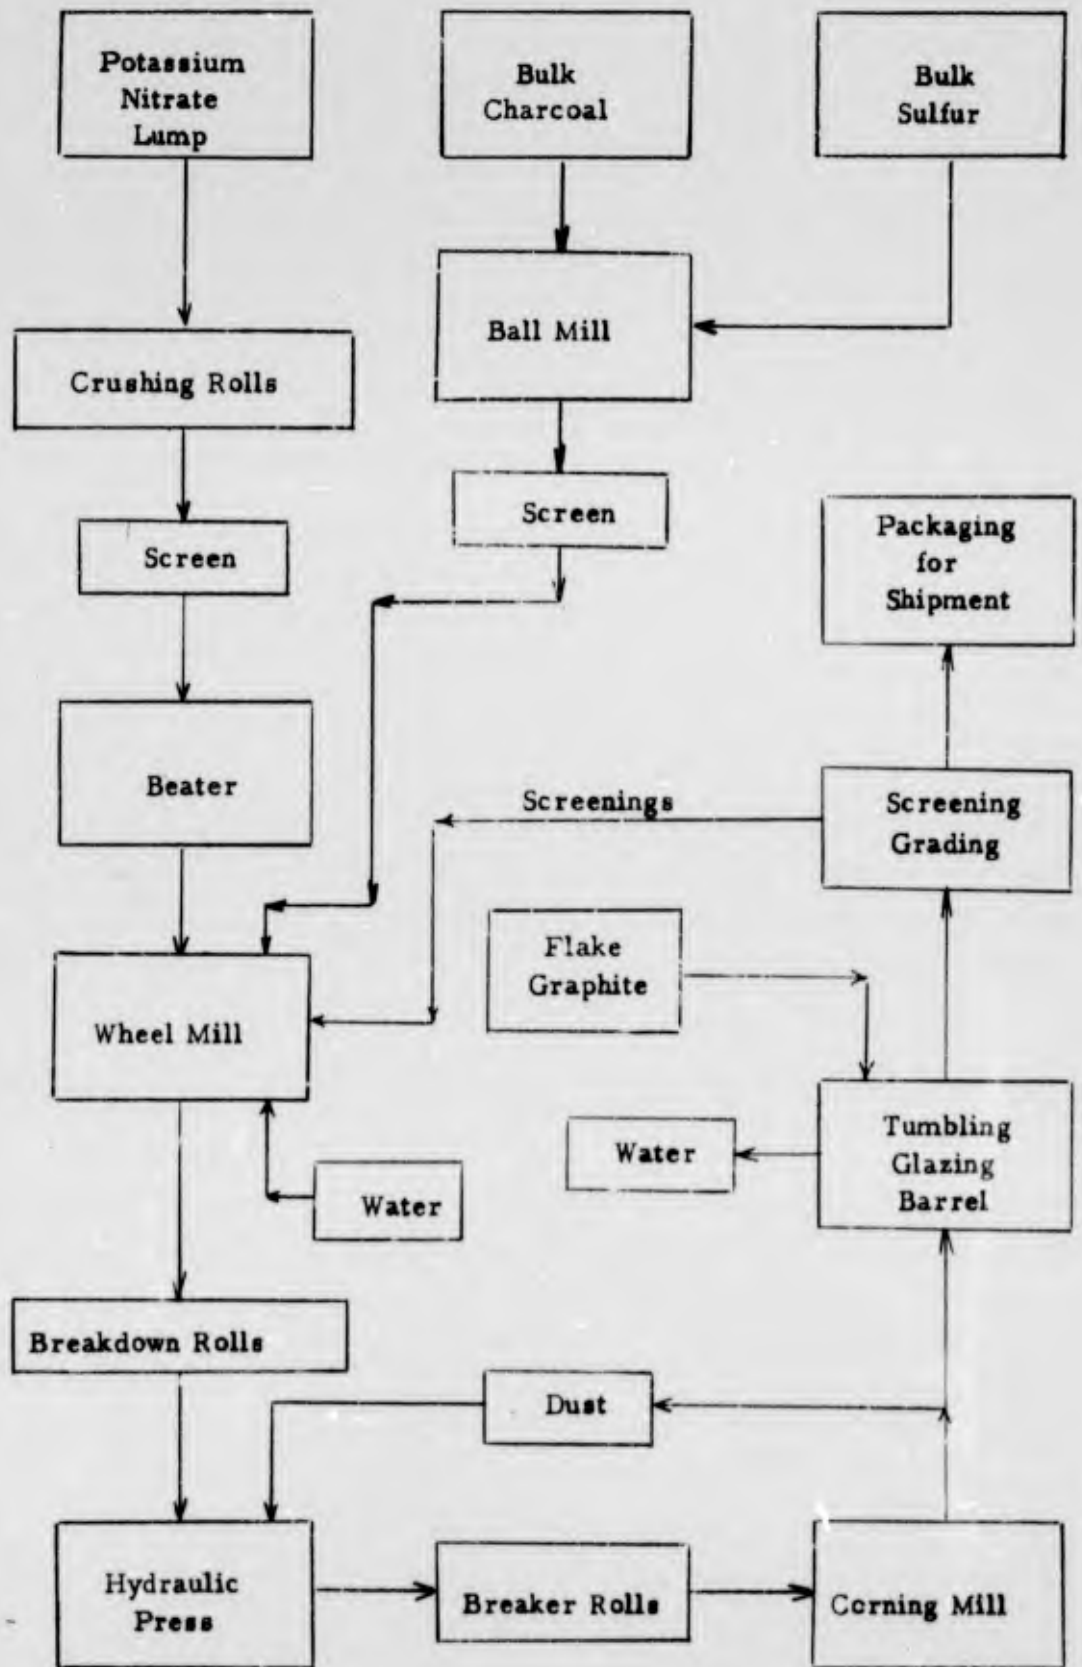 Potassium
Nitrate
Lump
Bulk
Charcoal
Bulk
Sulfur
Crushing Rolls
Ball Mill
Screen
Screen
Packaging
for
Shipment
Beater
Screenings
Screening
Grading
Flake
Graphite
Wheel Mill
Water
Tumbling
Glazing
Barrel
Water
Breakdown Rolls
Dust
Hydraulic
Press
Breaker Rolls
Corning Mill